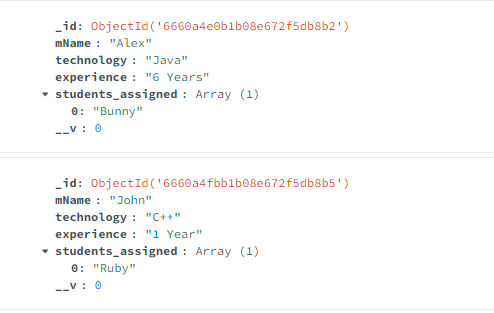 _id: ObjectId('6660a4e0b1b08e672f5db8b2')
mName : "Alex"
technology : "Java"
experience : "6 Years"
students_assigned : Array (1)
0: "Bunny"
__v : 0
_id: ObjectId('6660a4fbb1b08e672f5db8b5')
mName : "John"
technology : "C++"
experience : "1 Year"
students_assigned : Array (1)
0: "Ruby"
__v : 0